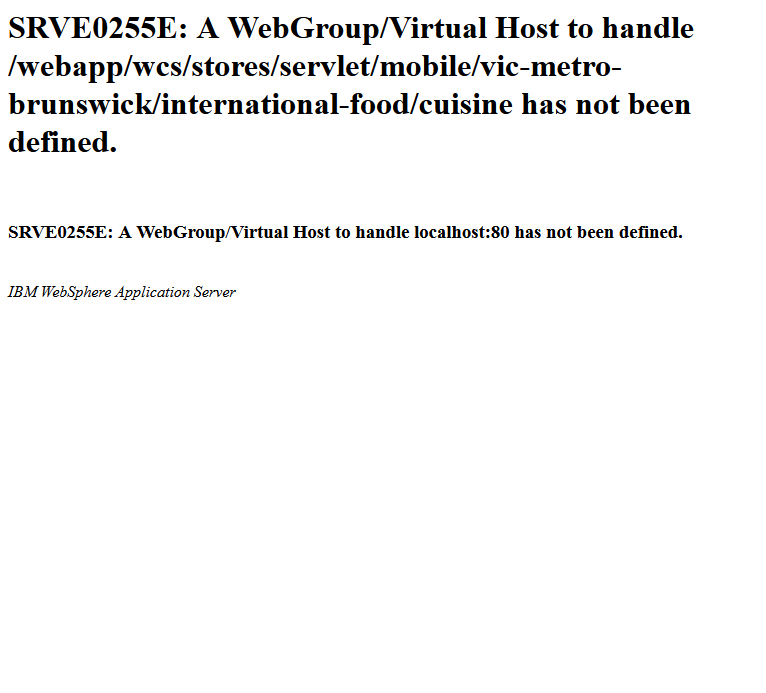 SRVE0255E: A WebGroup/Virtual Host to handle
/webapp/wcs/stores/servlet/mobile/vic-metro-
brunswick/international-food/cuisine has not been
defined.
SRVE0255E: A WebGroup/Virtual Host to handle localhost:80 has not been defined.
IBM WebSphere Application Server